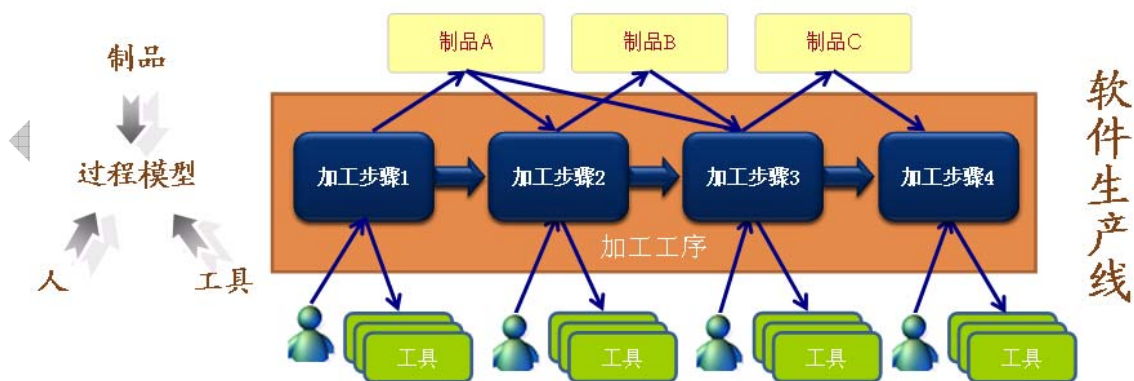 制品
过程模型
人
工具
制品A
制品B
制品C
加工步骤1
加工步骤2
加工步骤3
加工步骤4
加工工序
工具
工具
工具
工具
软件生产线